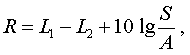 R = L₁ − L₂ + 10 lg S/A ,